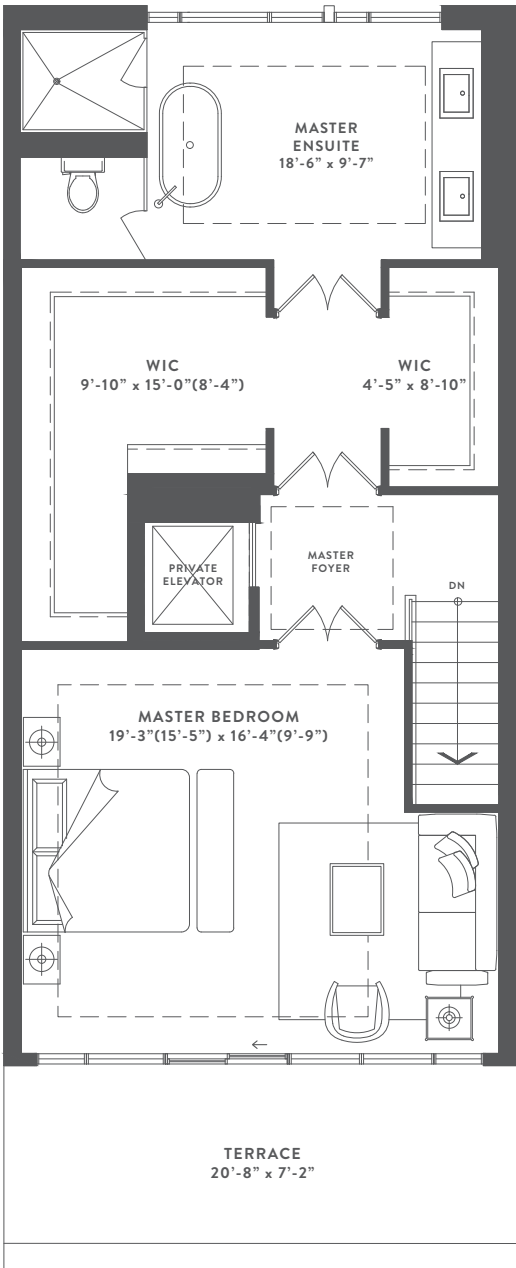 MASTER
ENSUITE
18'-6" x 9'-7"
WIC
9'-10" x 15'-0"(8'-4")
WIC
4'-5" x 8'-10"
PRIVATE
ELEVATOR
MASTER
FOYER
DN
MASTER BEDROOM
19'-3"(15'-5") x 16'-4"(9'-9")
TERRACE
20'-8" x 7'-2"